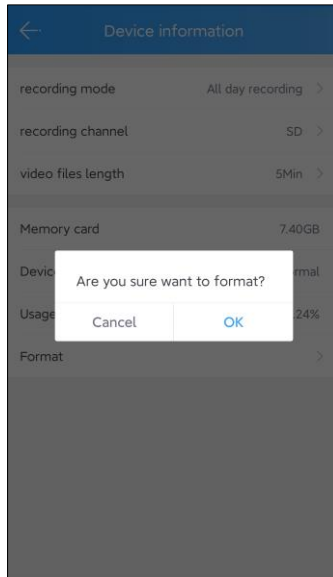 Device information
recording mode All day recording
recording channel SD
video files length 5Min
Memory card 7.40GB
Are you sure want to format?
Usage 24%
Cancel OK
Format